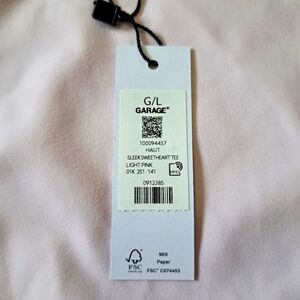 G/L
GARAGE®
100094457
HAUT
SLEEK SWEETHEART TEE
LIGHT PINK
01K 251 141
0912385
FSC
MIX
Paper
FSC® C074453